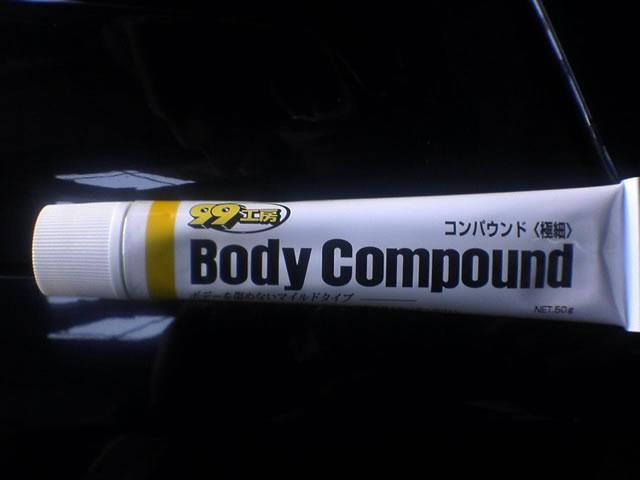 99工房
コンパウンド〈極細〉
Body Compound
ボデーを傷めないマイルドタイプ
NET.50g